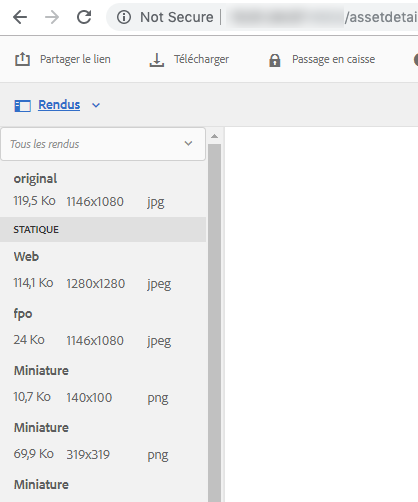 Not Secure | /assetdetai
Partager le lien Télécharger Passage en caisse
Rendus
Tous les rendus
original
119,5 Ko 1146x1080 jpg
STATIQUE
Web
114,1 Ko 1280x1280 jpeg
fpo
24 Ko 1146x1080 jpeg
Miniature
10,7 Ko 140x100 png
Miniature
69,9 Ko 319x319 png
Miniature